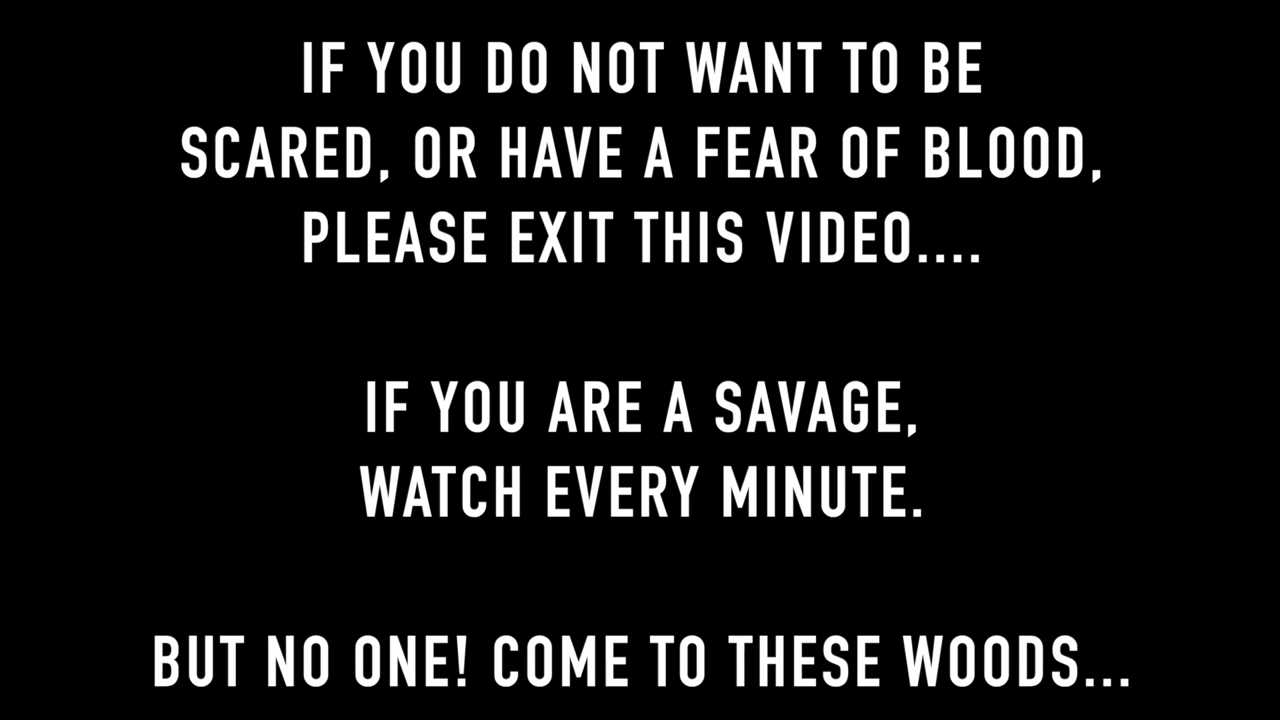 IF YOU DO NOT WANT TO BE
SCARED, OR HAVE A FEAR OF BLOOD,
PLEASE EXIT THIS VIDEO....
IF YOU ARE A SAVAGE,
WATCH EVERY MINUTE.
BUT NO ONE! COME TO THESE WOODS...